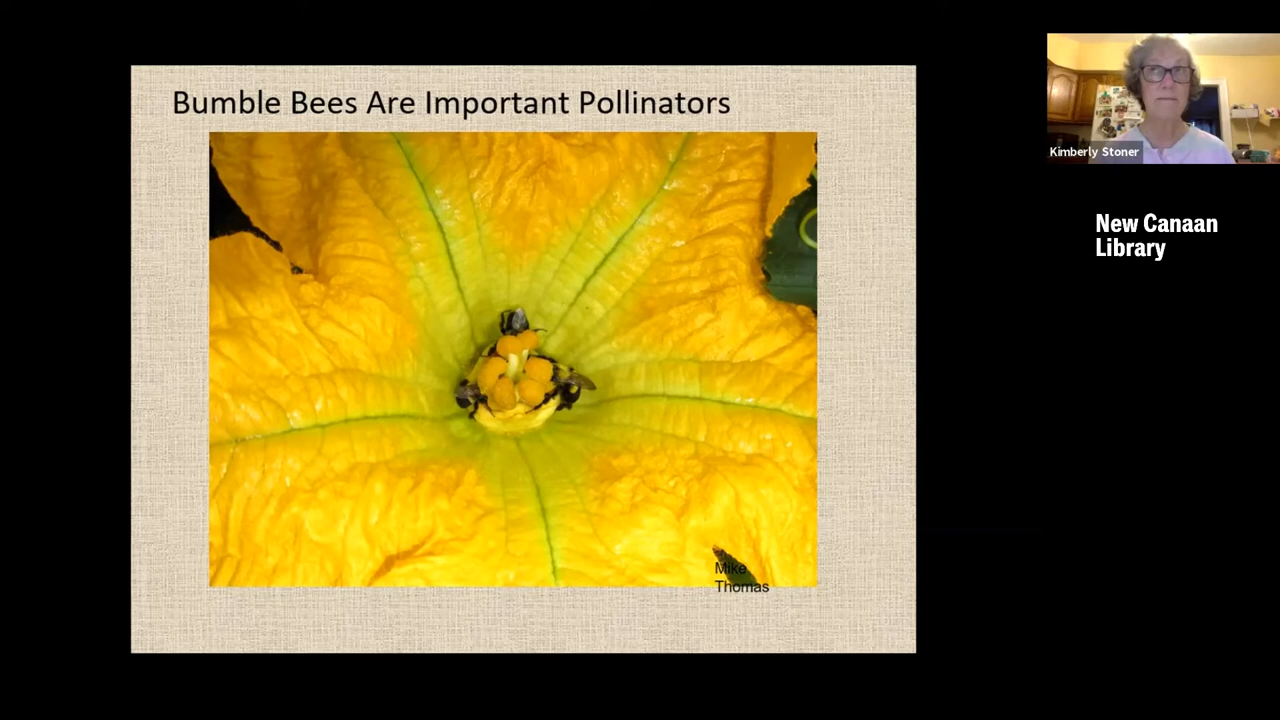 Bumble Bees Are Important Pollinators
Mike
Thomas
Kimberly Stoner
New Canaan
Library